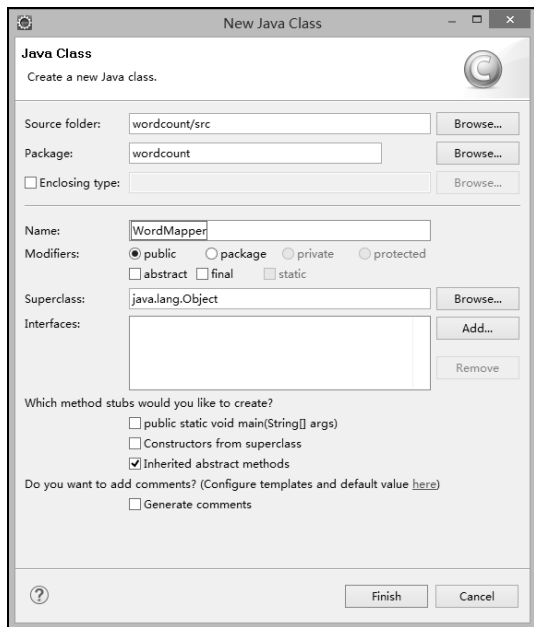 New Java Class
Java Class
Create a new Java class.
Source folder: wordcount/src Browse...
Package: wordcount Browse...
Enclosing type: Browse...
Name: WordMapper
Modifiers: public package private protected
abstract final static
Superclass: java.lang.Object Browse...
Interfaces: Add...
Remove
Which method stubs would you like to create?
public static void main(String[] args)
Constructors from superclass
Inherited abstract methods
Do you want to add comments? (Configure templates and default value here)
Generate comments
Finish Cancel